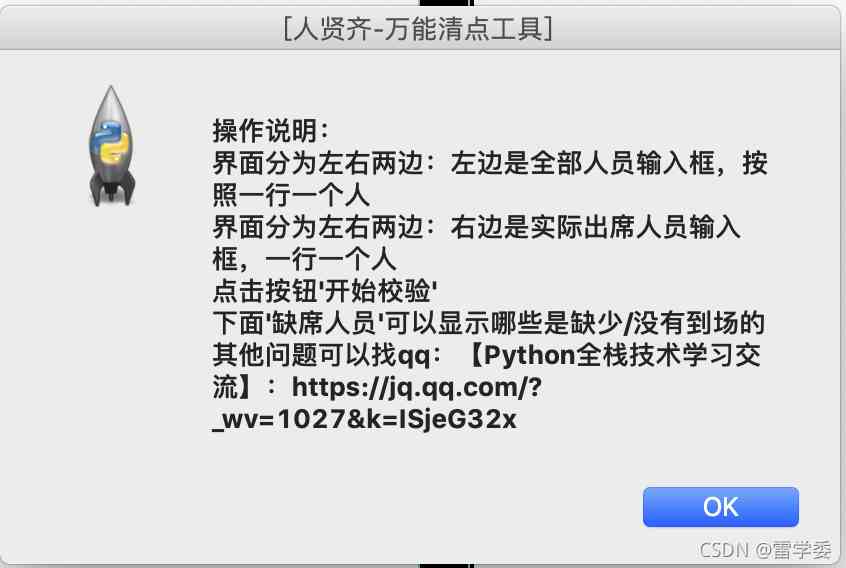 [人贤齐-万能清点工具]
操作说明：
界面分为左右两边：左边是全部人员输入框，按
照一行一个人
界面分为左右两边：右边是实际出席人员输入
框，一行一个人
点击按钮'开始校验'
下面'缺席人员'可以显示哪些是缺少/没有到场的
其他问题可以找qq：【Python全栈技术学习交
流】：https://jq.qq.com/?
_wv=1027&k=ISjeG32x
OK
CSDN @雷学委